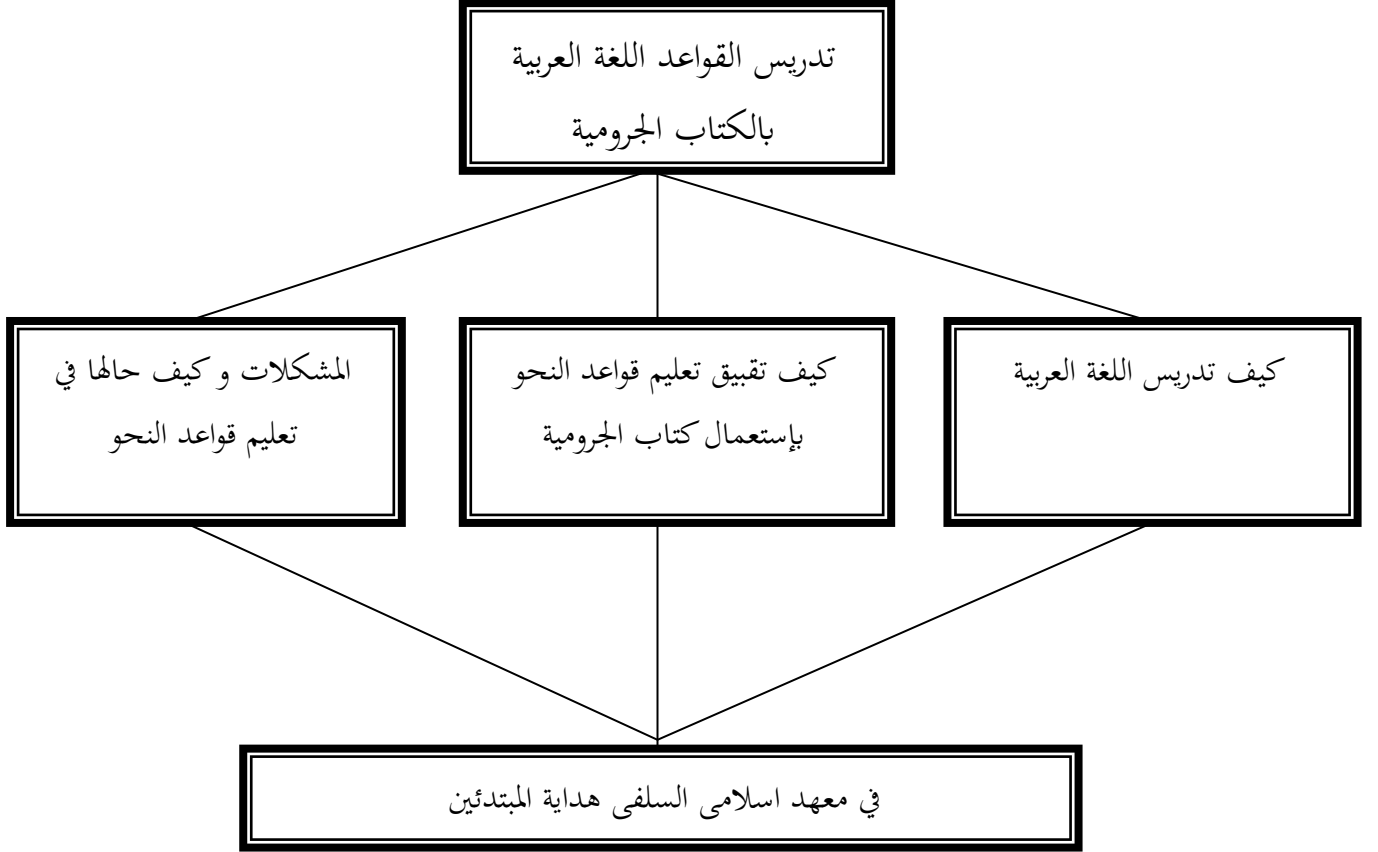 تدريس القواعد اللغة العربية
بالكتاب الجرومية
كيف تدريس اللغة العربية
كيف تقبيق تعليم قواعد النحو
بإستعمال كتاب الجرومية
المشكلات و كيف حالها في
تعليم قواعد النحو
في معهد اسلامى السلفى هداية المبتدئين